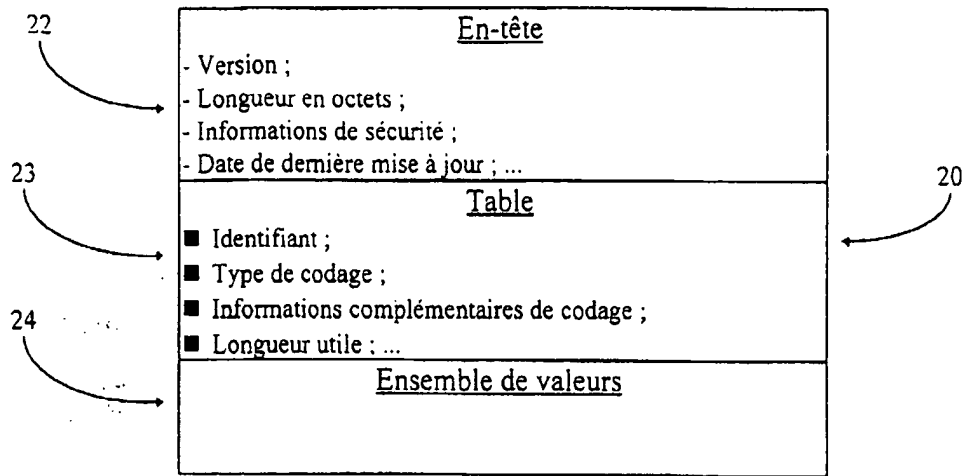 22
En-tête
- Version ;
- Longueur en octets ;
- Informations de sécurité ;
- Date de dernière mise à jour ; ...
23
20
Table
■ Identifiant ;
■ Type de codage ;
■ Informations complémentaires de codage ;
■ Longueur utile ; ...
24
Ensemble de valeurs